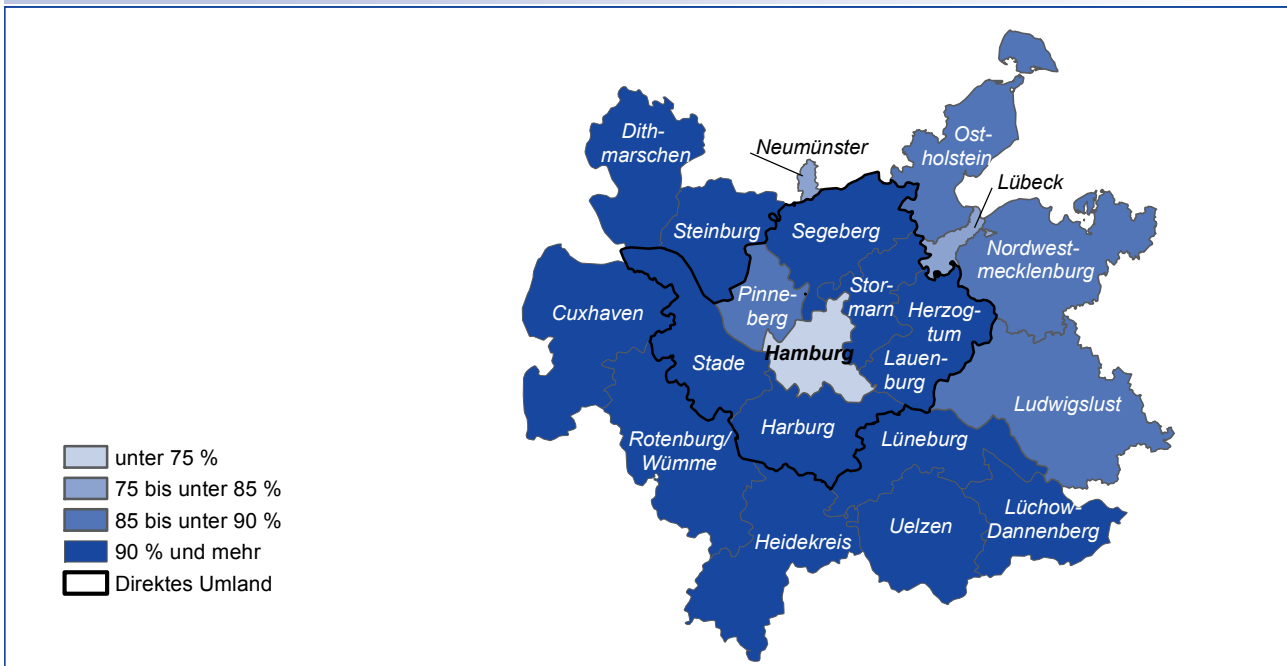 Dith-
marschen
Neumünster
Ost-
holstein
Lübeck
Steinburg
Segeberg
Nordwest-
mecklenburg
Cuxhaven
Pinne-
berg
Stor-
marn
Herzog-
tum
Lauen-
burg
Stade
Hamburg
Ludwigslust
Harburg
Lüneburg
Rotenburg/
Wümme
Heidekreis
Uelzen
Lüchow-
Dannenberg
unter 75 %
75 bis unter 85 %
85 bis unter 90 %
90 % und mehr
Direktes Umland